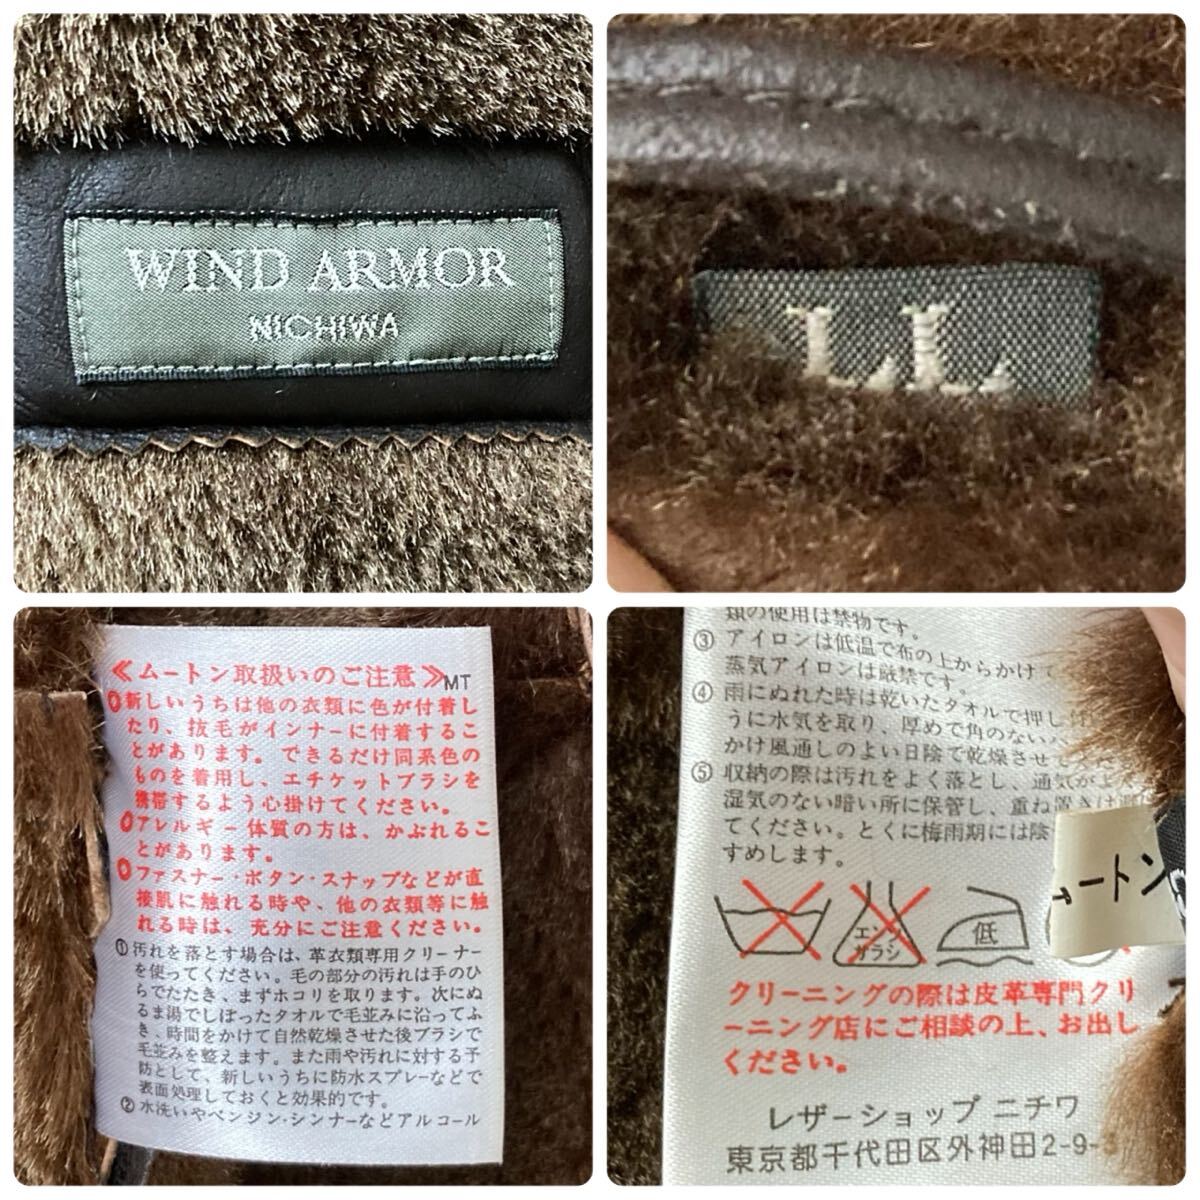 WIND ARMOR
NICHIWA
LL
≪ムートン取扱いのご注意≫MT
新しいうちは他の衣類に色が付着し
たり、抜毛がインナーに付着するこ
とがあります。できるだけ同系色の
ものを着用し、エチケットブラシを
携帯するよう心掛けてください。
アレルギー体質の方は、かぶれるこ
とがあります。
ファスナー・ボタン・スナップなどが直
接肌に触れる時や、他の衣類等に触
れる時は、充分にご注意ください。
① 汚れを落とす場合は、革衣類専用クリーナー
を使ってください。毛の部分の汚れは手のひ
らでたたき、まずホコリを取ります。次にぬ
るま湯でしぼったタオルで毛並みに沿ってふ
き、時間をかけて自然乾燥させた後ブラシで
毛並みを整えます。また雨や汚れに対する予
防として、新しいうちに防水スプレーなどで
表面処理しておくと効果的です。
② 水洗いやベンジン・シンナーなどアルコール
類の使用は禁物です。
③ アイロンは低温で布の上からかけて
蒸気アイロンは厳禁です。
④ 雨にぬれた時は乾いたタオルで押し
うに水気を取り、厚めで角のない
かけ風通しのよい日陰で乾燥させて
⑤ 収納の際は汚れをよく落とし、通気が
湿気のない暗い所に保管し、重ね置きは
てください。とくに梅雨期には陰
すめします。
エンソ
サラシ
低
ートン
クリーニングの際は皮革専門クリ
ーニング店にご相談の上、お出し
ください。
レザーショップ ニチワ
東京都千代田区外神田2-9-3